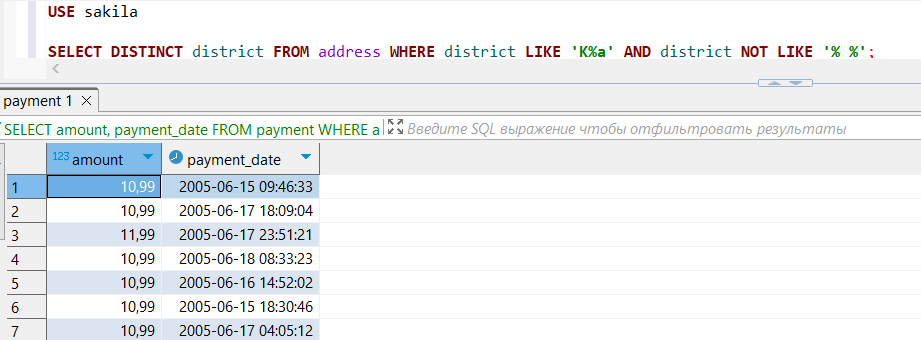 USE sakila
SELECT DISTINCT district FROM address WHERE district LIKE 'K%a' AND district NOT LIKE '% %';
payment 1
SELECT amount, payment_date FROM payment WHERE a Введите SQL выражение чтобы отфильтровать результаты
123 amount payment_date
1 10,99 2005-06-15 09:46:33
2 10,99 2005-06-17 18:09:04
3 11,99 2005-06-17 23:51:21
4 10,99 2005-06-18 08:33:23
5 10,99 2005-06-16 14:52:02
6 10,99 2005-06-15 18:30:46
7 10,99 2005-06-17 04:05:12